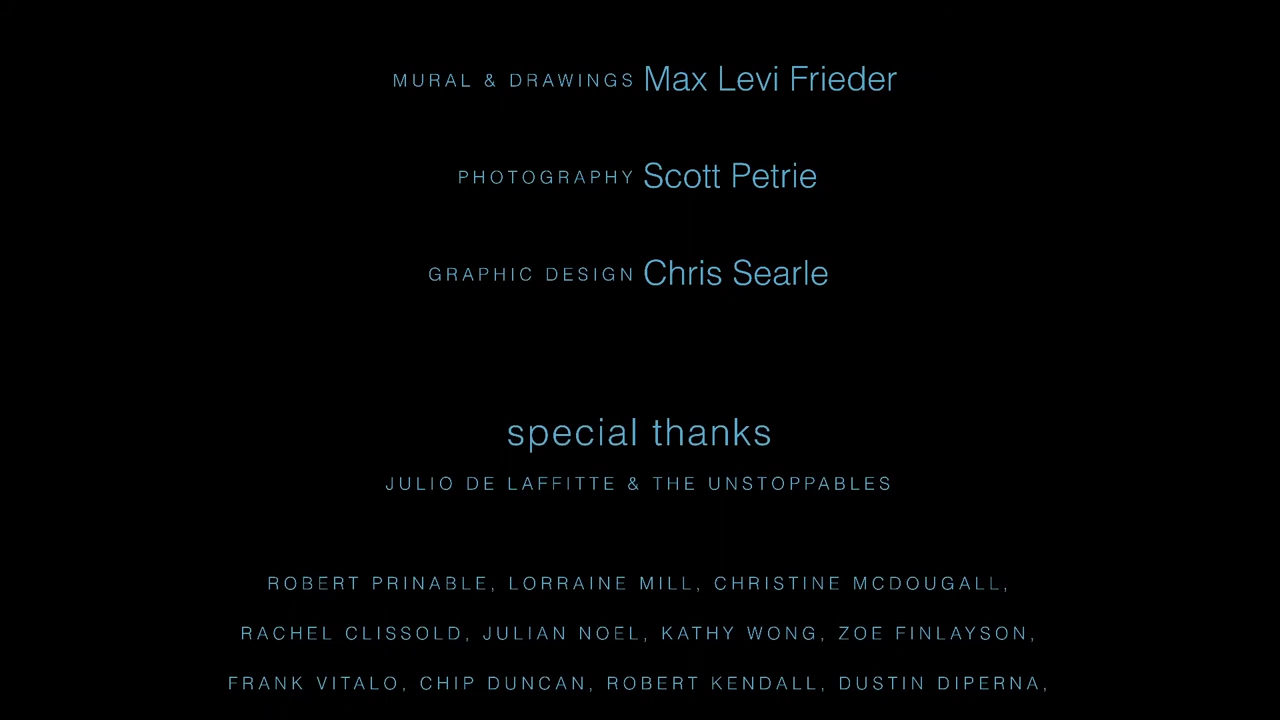 MURAL & DRAWINGS Max Levi Frieder
PHOTOGRAPHY Scott Petrie
GRAPHIC DESIGN Chris Searle
special thanks
JULIO DE LAFFITTE & THE UNSTOPPABLES
ROBERT PRINABLE, LORRAINE MILL, CHRISTINE MCDOUGALL,
RACHEL CLISSOLD, JULIAN NOEL, KATHY WONG, ZOE FINLAYSON,
FRANK VITALO, CHIP DUNCAN, ROBERT KENDALL, DUSTIN DIPERNA,